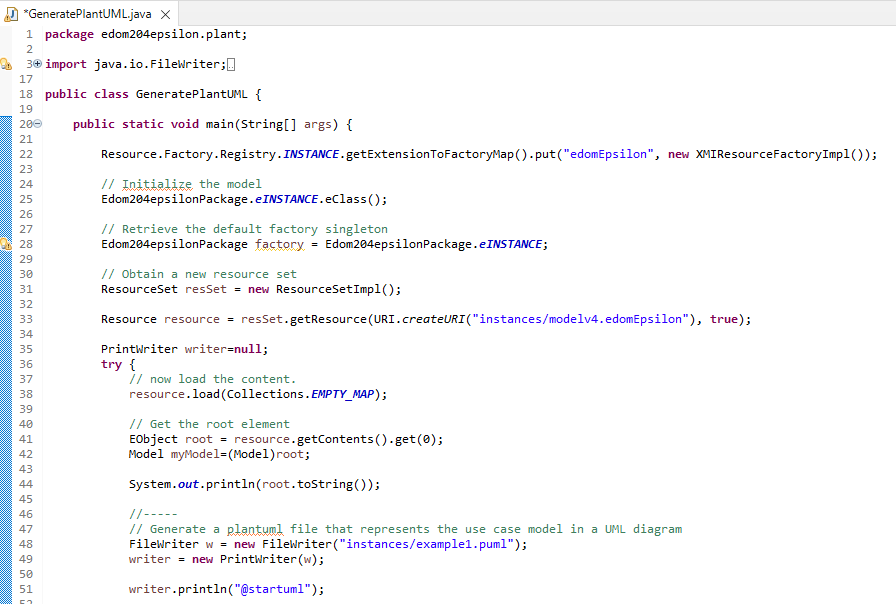 *GeneratePlantUML.java
1 package edom204epsilon.plant;
2
3 import java.io.FileWriter;
17
18 public class GeneratePlantUML {
19
20 public static void main(String[] args) {
21
22 Resource.Factory.Registry.INSTANCE.getExtensionToFactoryMap().put("edomEpsilon", new XMIResourceFactoryImpl());
23
24 // Initialize the model
25 Edom204epsilonPackage.eINSTANCE.eClass();
26
27 // Retrieve the default factory singleton
28 Edom204epsilonPackage factory = Edom204epsilonPackage.eINSTANCE;
29
30 // Obtain a new resource set
31 ResourceSet resSet = new ResourceSetImpl();
32
33 Resource resource = resSet.getResource(URI.createURI("instances/modelv4.edomEpsilon"), true);
34
35 PrintWriter writer=null;
36 try {
37 // now load the content.
38 resource.load(Collections.EMPTY_MAP);
39
40 // Get the root element
41 EObject root = resource.getContents().get(0);
42 Model myModel=(Model)root;
43
44 System.out.println(root.toString());
45
46 //-----
47 // Generate a plantuml file that represents the use case model in a UML diagram
48 FileWriter w = new FileWriter("instances/example1.puml");
49 writer = new PrintWriter(w);
50
51 writer.println("@startuml");
52